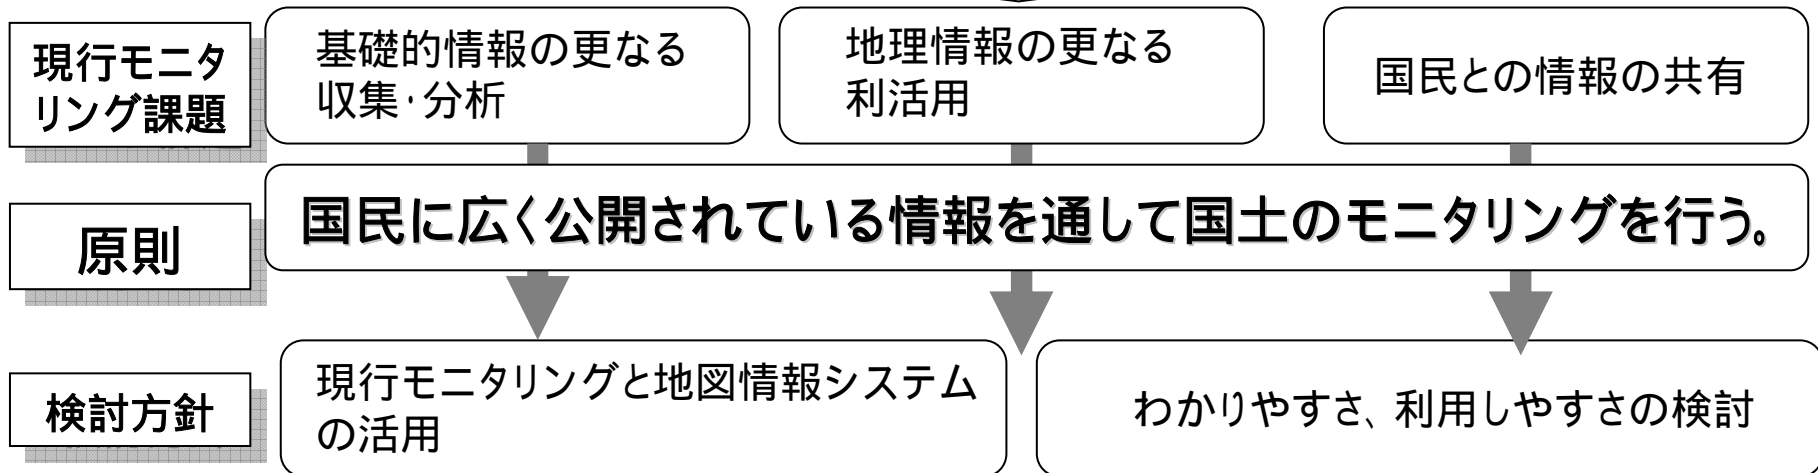 現行モニタ
リング課題
基礎的情報の更なる
収集・分析
地理情報の更なる
利活用
国民との情報の共有
原則
国民に広く公開されている情報を通して国土のモニタリングを行う。
検討方針
現行モニタリングと地図情報システム
の活用
わかりやすさ、利用しやすさの検討